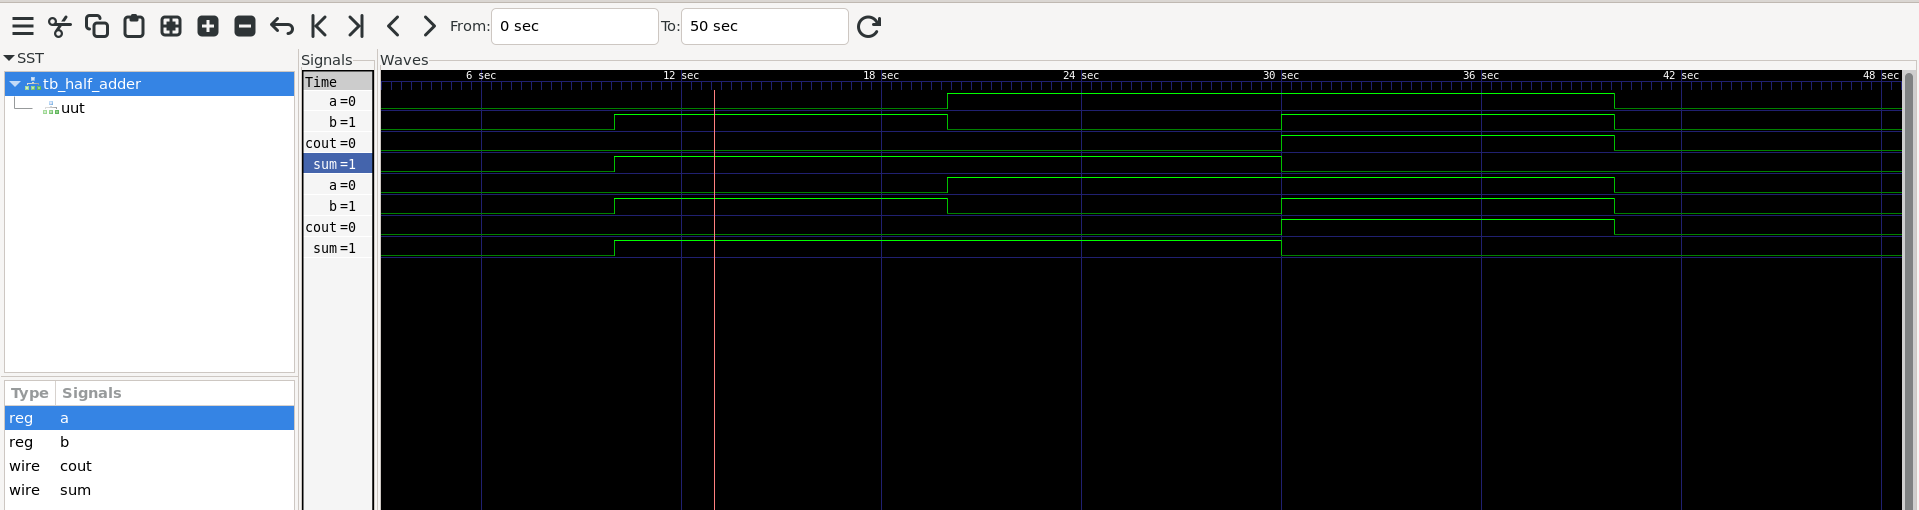 From: 0 sec To: 50 sec
SST
tb_half_adder
uut
Type Signals
reg a
reg b
wire cout
wire sum
Signals
Time
a=0
b=1
cout=0
sum=1
a=0
b=1
cout=0
sum=1
Waves
6 sec 12 sec 18 sec 24 sec 30 sec 36 sec 42 sec 48 sec